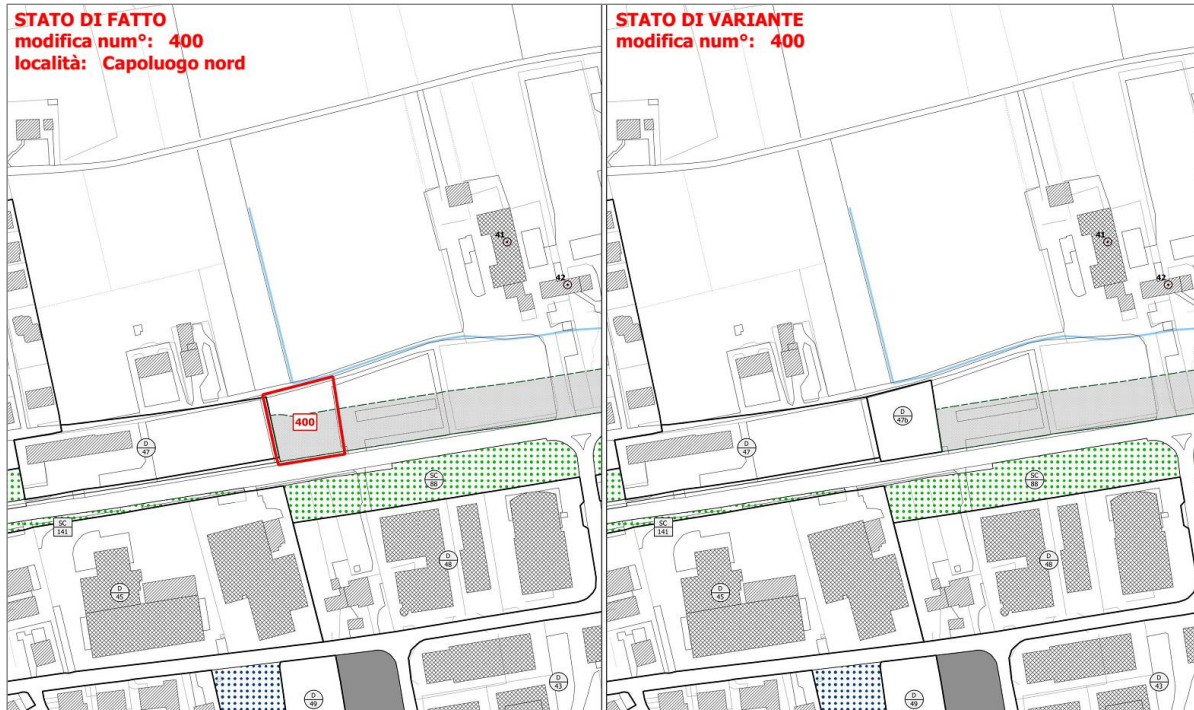 STATO DI FATTO
modifica num°: 400
località: Capoluogo nord
41
42
400
D
47
SC
88
SC
141
D
48
D
45
D
43
D
49
STATO DI VARIANTE
modifica num°: 400
41
42
D
47b
D
47
SC
88
SC
141
D
48
D
45
D
43
D
49